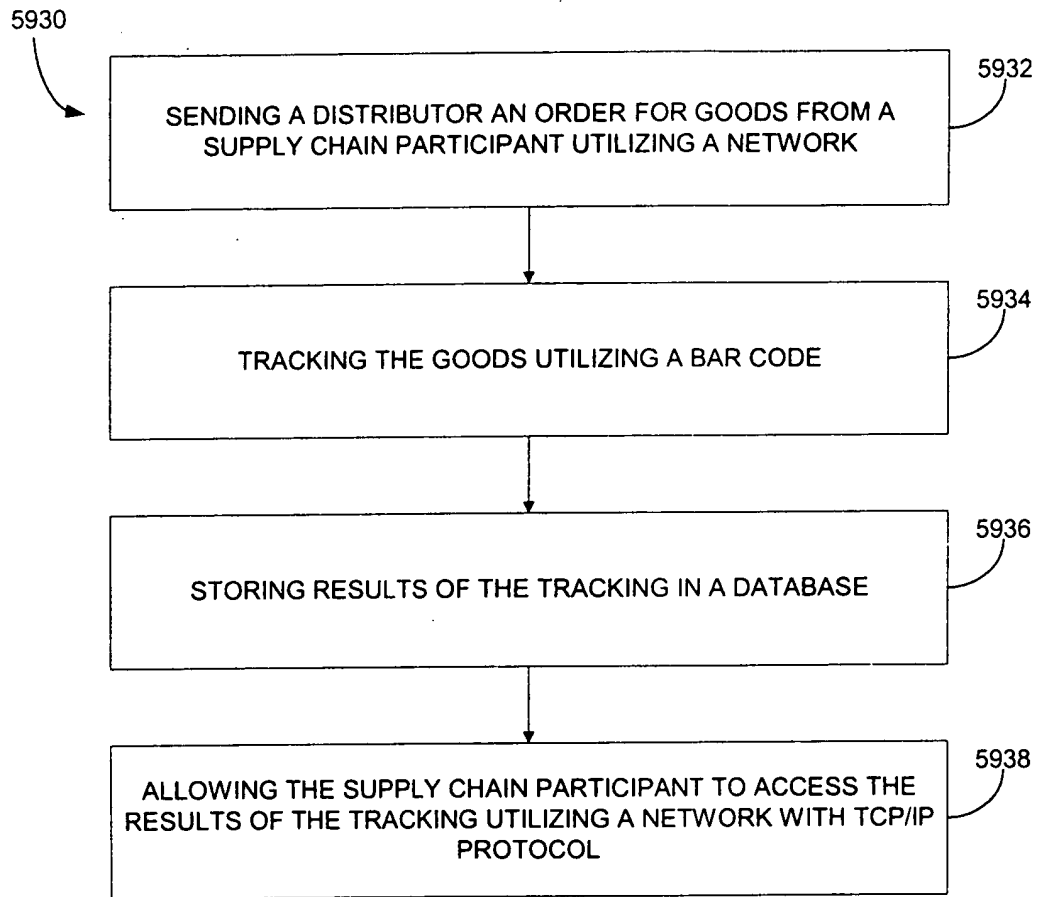 5930
5932
SENDING A DISTRIBUTOR AN ORDER FOR GOODS FROM A
SUPPLY CHAIN PARTICIPANT UTILIZING A NETWORK
5934
TRACKING THE GOODS UTILIZING A BAR CODE
5936
STORING RESULTS OF THE TRACKING IN A DATABASE
5938
ALLOWING THE SUPPLY CHAIN PARTICIPANT TO ACCESS THE
RESULTS OF THE TRACKING UTILIZING A NETWORK WITH TCP/IP
PROTOCOL